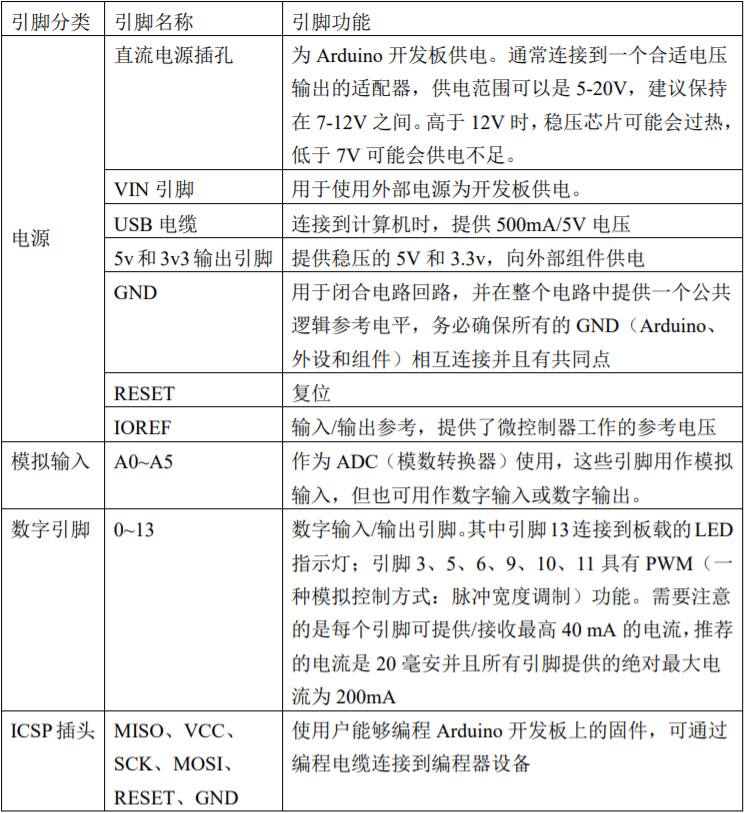 引脚分类 引脚名称 引脚功能
电源
直流电源插孔
为 Arduino 开发板供电。通常连接到一个合适电压
输出的适配器，供电范围可以是 5-20V，建议保持
在 7-12V 之间。高于 12V 时，稳压芯片可能会过热，
低于 7V 可能会供电不足。
VIN 引脚 用于使用外部电源为开发板供电。
USB 电缆 连接到计算机时，提供 500mA/5V 电压
5v 和 3v3 输出引脚 提供稳压的 5V 和 3.3v，向外部组件供电
GND
用于闭合电路回路，并在整个电路中提供一个公共
逻辑参考电平，务必确保所有的 GND（Arduino、
外设和组件）相互连接并且有共同点
RESET 复位
IOREF 输入/输出参考，提供了微控制器工作的参考电压
模拟输入 A0~A5 作为 ADC（模数转换器）使用，这些引脚用作模拟
输入，但也可用作数字输入或数字输出。
数字引脚 0~13 数字输入/输出引脚。其中引脚 13 连接到板载的 LED
指示灯；引脚 3、5、6、9、10、11 具有 PWM（一
种模拟控制方式：脉冲宽度调制）功能。需要注意
的是每个引脚可提供/接收最高 40 mA 的电流，推荐
的电流是 20 毫安并且所有引脚提供的绝对最大电
流为 200mA
ICSP 插头
MISO、VCC、
SCK、MOSI、
RESET、GND
使用户能够编程 Arduino 开发板上的固件，可通过
编程电缆连接到编程器设备